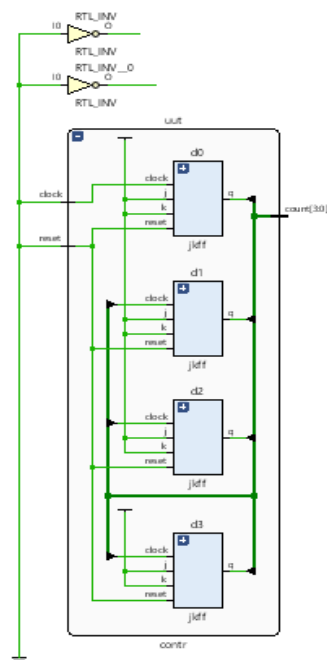 RTL_INV
I0 O
RTL_INV
RTL_INV__0
I0 O
RTL_INV
uut
d0
clock
clock
j
k
reset
q
count[3:0]
reset
jkff
d1
clock
j
k
reset
q
jkff
d2
clock
j
k
reset
q
jkff
d3
clock
j
k
reset
q
jkff
contr